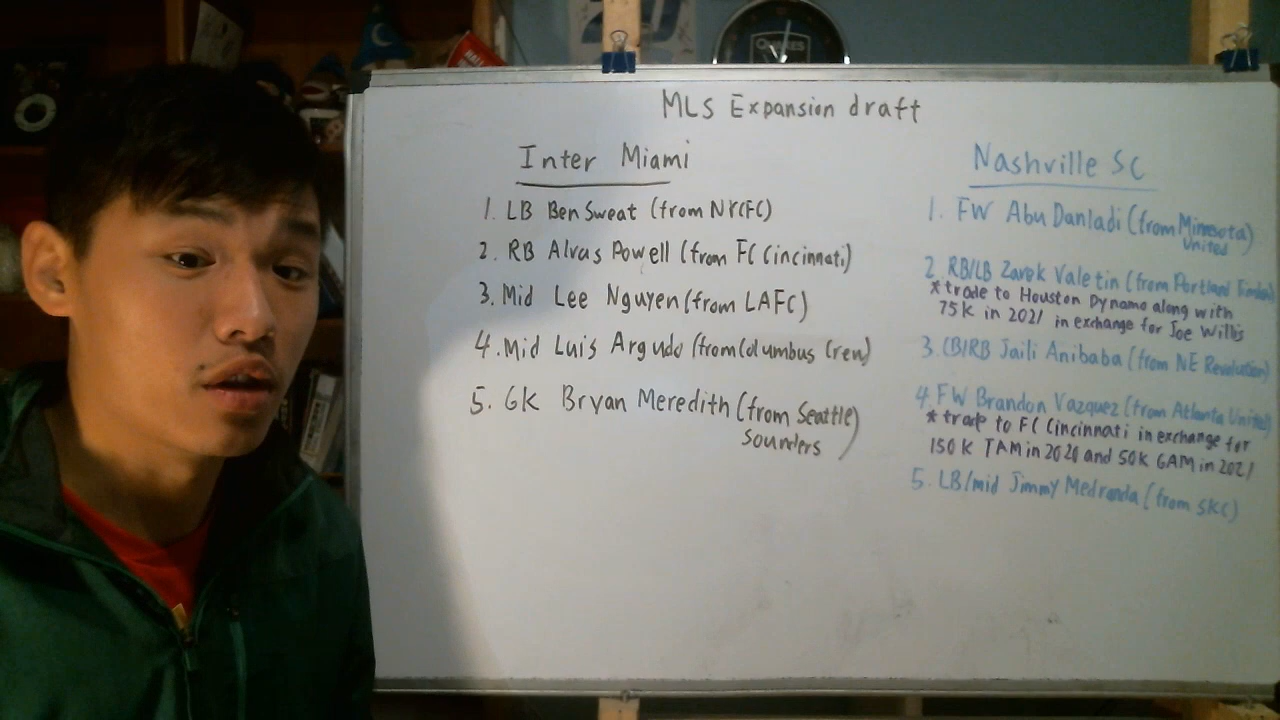 MLS Expansion draft
Inter Miami
1. LB Ben Sweat (from NYCFC)
2. RB Alvas Powell (from FC Cincinnati)
3. Mid Lee Nguyen (from LAFC)
4. Mid Luis Argudo (from Columbus Crew)
5. GK Bryan Meredith (from Seattle)
Sounders
Nashville SC
1. FW Abu Danladi (from Minnesota)
United
2. RB/LB Zarek Valetin (from Portland Timbers)
*trade to Houston Dynamo along with
75K in 2021 in exchange for Joe Willis
3. CB/RB Jaili Anibaba (from NE Revolution)
4. FW Brandon Vazquez (from Atlanta United)
*trade to FC Cincinnati in exchange for
150K TAM in 2020 and 50K GAM in 2021
5. LB/mid Jimmy Medranda (from SKC)